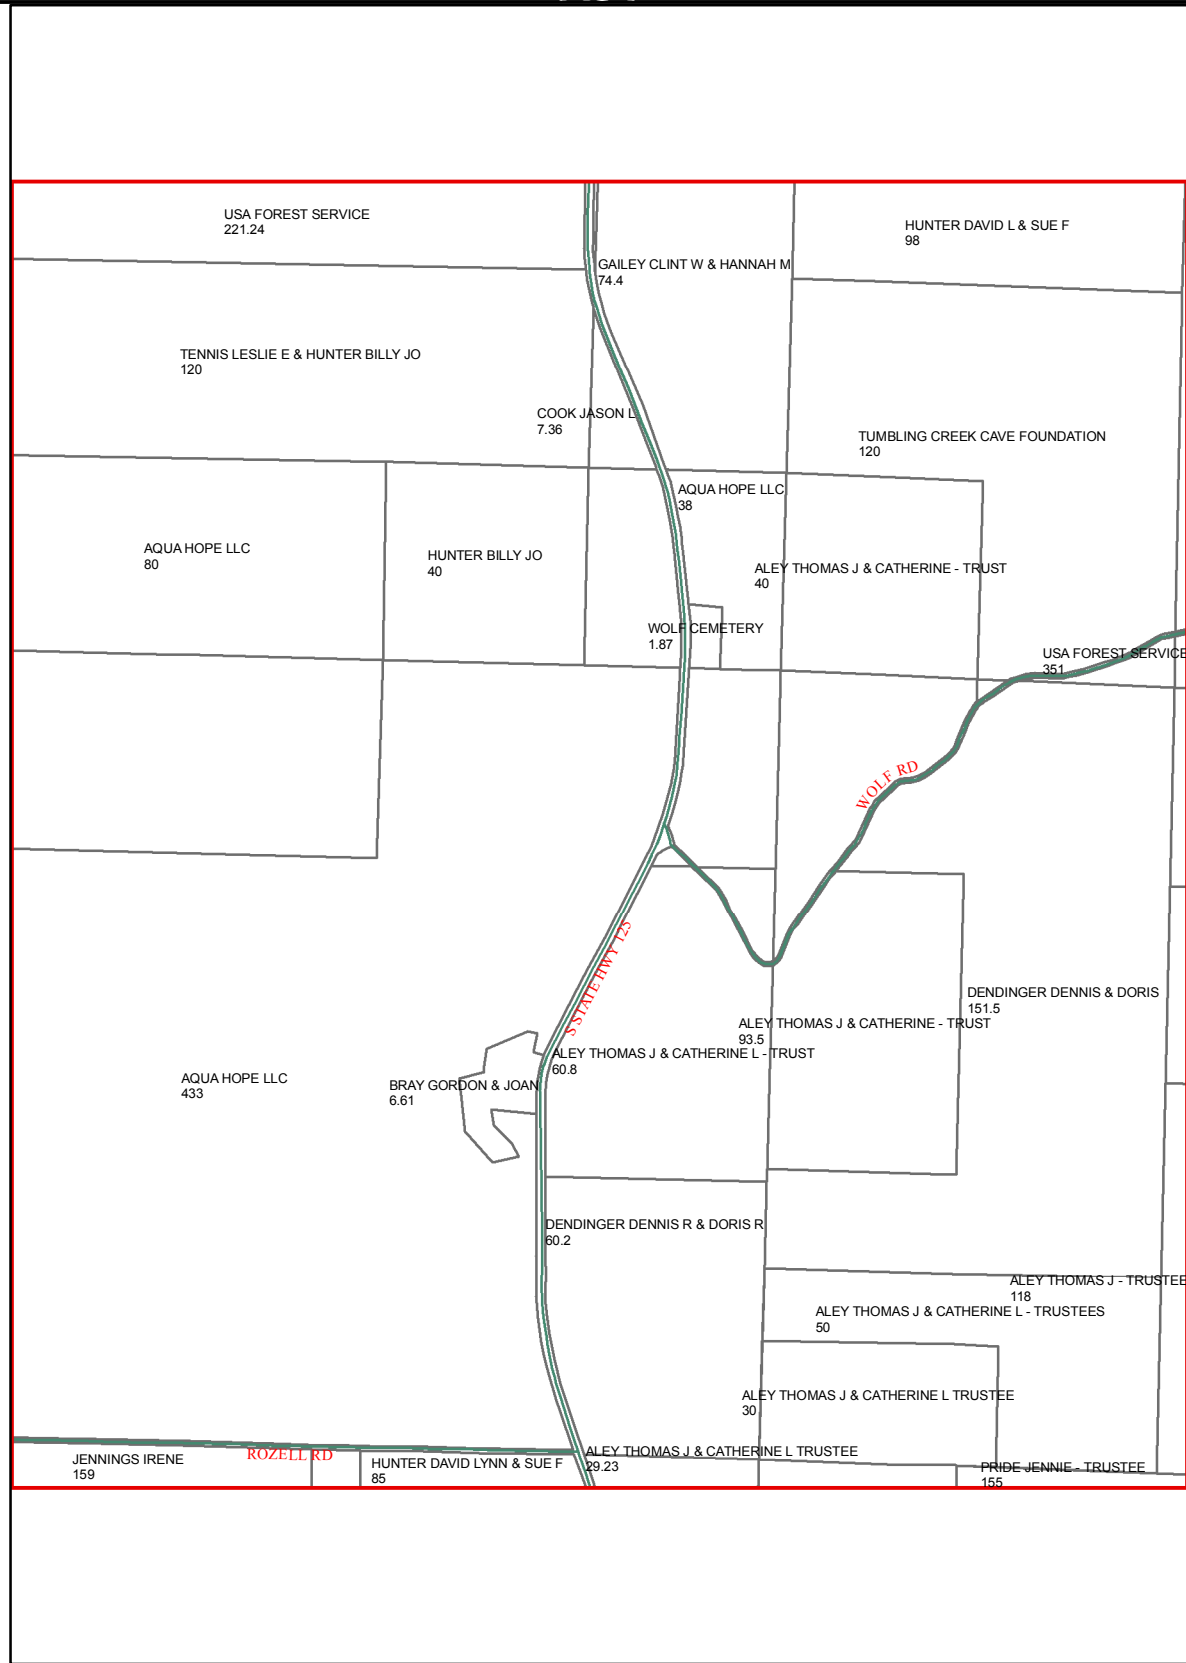 USA FOREST SERVICE
221.24
HUNTER DAVID L & SUE F
98
GAILEY CLINT W & HANNAH M
74.4
TENNIS LESLIE E & HUNTER BILLY JO
120
COOK JASON L
7.36
TUMBLING CREEK CAVE FOUNDATION
120
AQUA HOPE LLC
38
AQUA HOPE LLC
80
HUNTER BILLY JO
40
ALEY THOMAS J & CATHERINE - TRUST
40
WOLF CEMETERY
1.87
USA FOREST SERVICE
351
WOLF RD
S STATE HWY 125
DENDINGER DENNIS & DORIS
151.5
ALEY THOMAS J & CATHERINE - TRUST
93.5
ALEY THOMAS J & CATHERINE L - TRUST
60.8
AQUA HOPE LLC
433
BRAY GORDON & JOAN
6.61
DENDINGER DENNIS R & DORIS R
60.2
ALEY THOMAS J - TRUSTEE
118
ALEY THOMAS J & CATHERINE L - TRUSTEES
50
ALEY THOMAS J & CATHERINE L TRUSTEE
30
JENNINGS IRENE
159
ROZELL RD
HUNTER DAVID LYNN & SUE F
85
ALEY THOMAS J & CATHERINE L TRUSTEE
29.23
PRIDE JENNIE - TRUSTEE
155